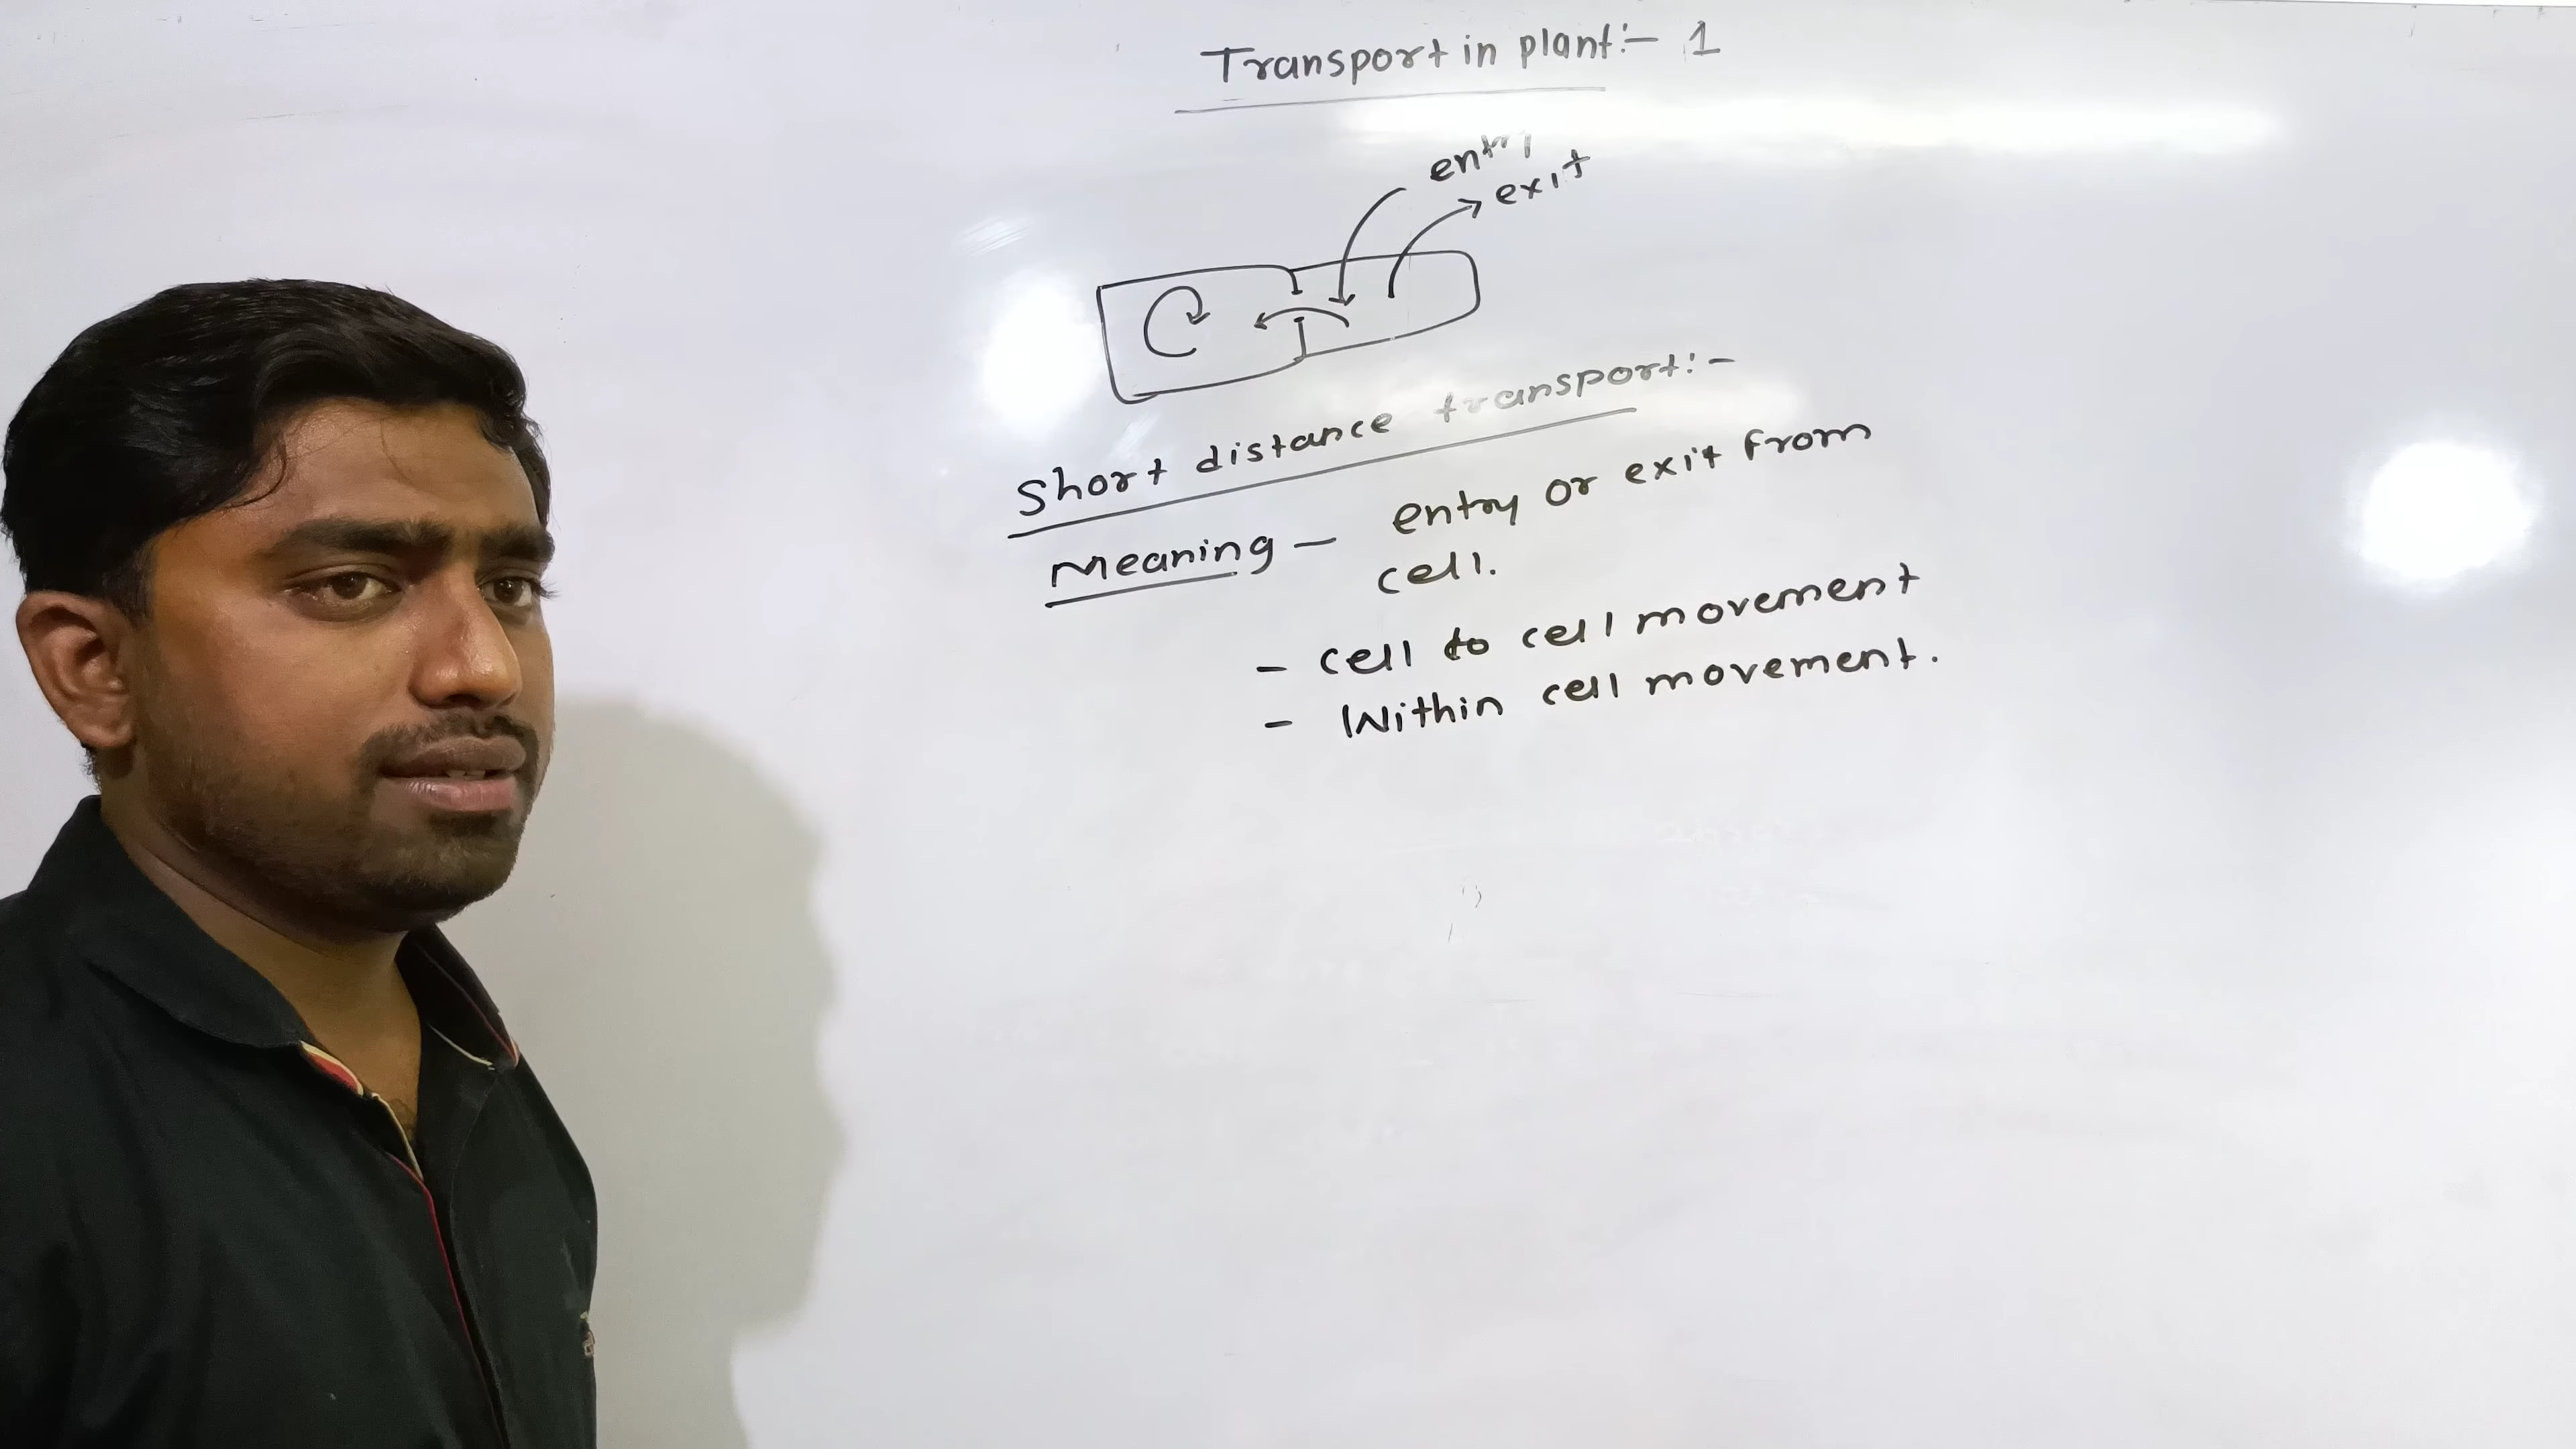 Transport in plant:- 1
entry
exit
Short distance transport:-
Meaning - entry or exit from
cell.
- cell to cell movement
- Within cell movement.